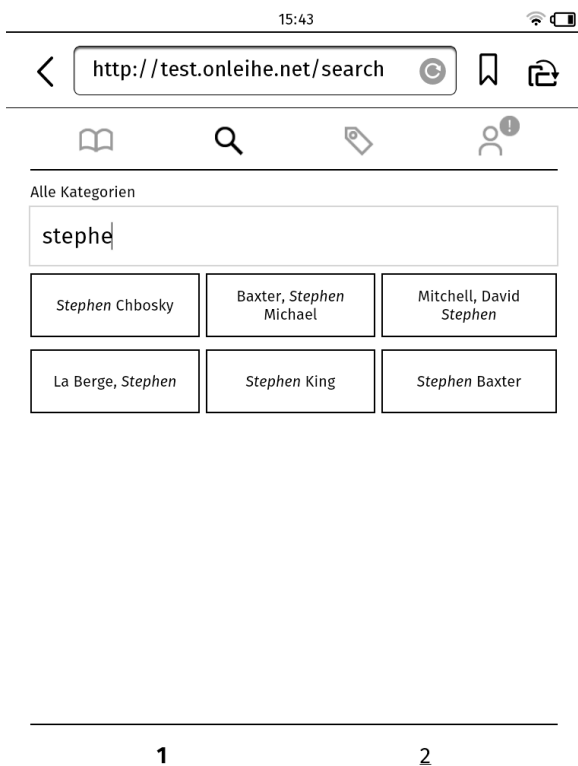 15:43
http://test.onleihe.net/search
!
Alle Kategorien
stephe
Stephen Chbosky
Baxter, Stephen
Michael
Mitchell, David
Stephen
La Berge, Stephen
Stephen King
Stephen Baxter
1
2